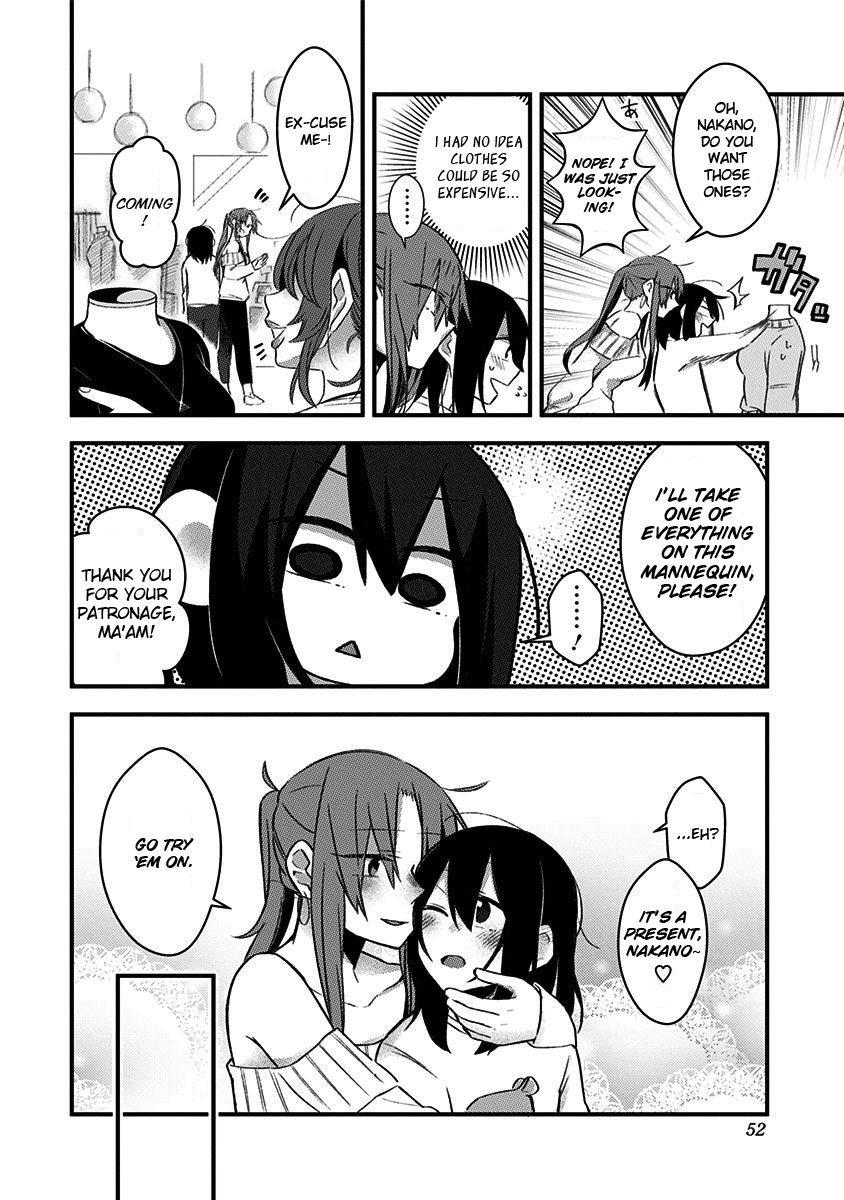 OH,
NAKANO,
DO YOU
WANT
THOSE
ONES?
あ
NOPE! I
WAS JUST
LOOK-
ING!
ガタッ
I HAD NO IDEA
CLOTHES
COULD BE SO
EXPENSIVE...
......
EX-CUSE
ME-!
COMING
!
I'LL TAKE
ONE OF
EVERYTHING
ON THIS
MANNEQUIN,
PLEASE!
.....!
THANK YOU
FOR YOUR
PATRONAGE,
MA'AM!
...EH?
IT'S A
PRESENT,
NAKANO~
♡
GO TRY
'EM ON.
52